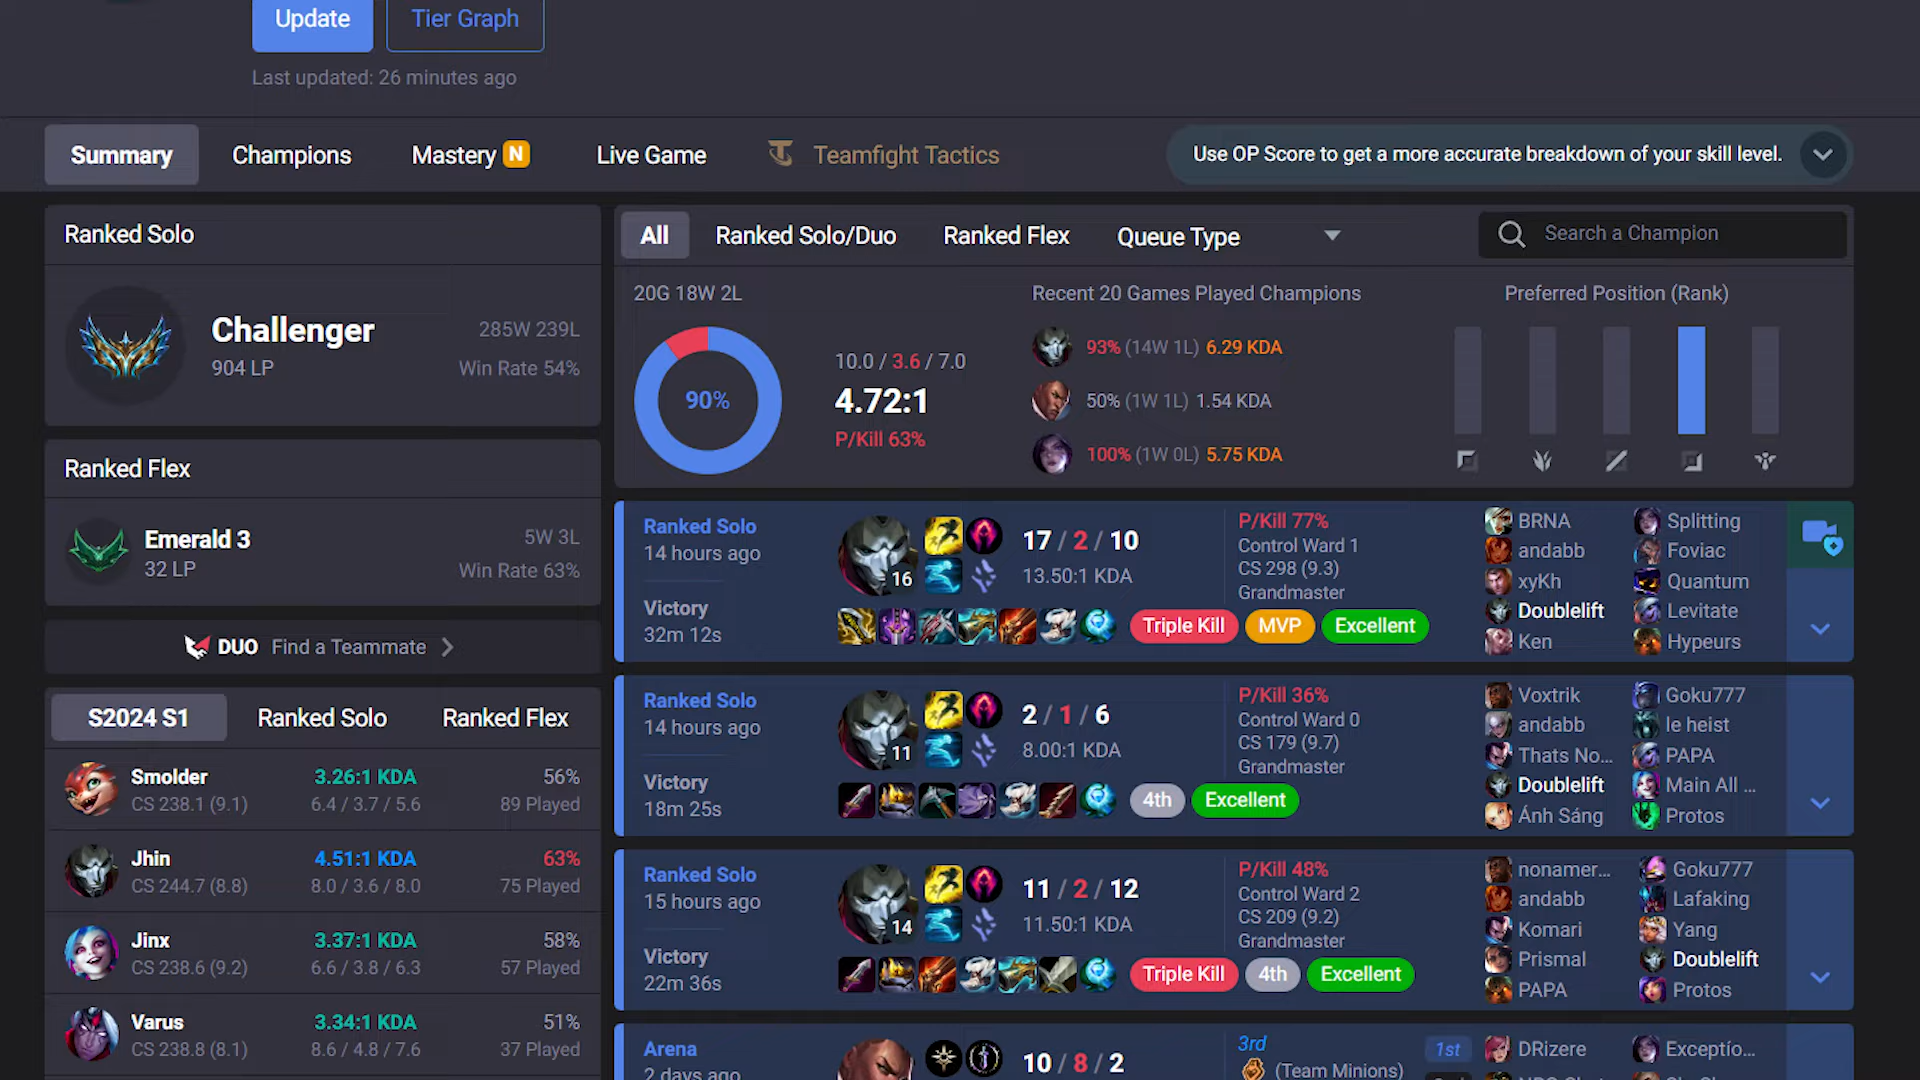 Update
Tier Graph
Last updated: 26 minutes ago
Summary
Champions
Mastery N
Live Game
Teamfight Tactics
Use OP Score to get a more accurate breakdown of your skill level.
Ranked Solo
Challenger
904 LP
285W 239L
Win Rate 54%
Ranked Flex
Emerald 3
32 LP
5W 3L
Win Rate 63%
DUO Find a Teammate
S2024 S1
Ranked Solo
Ranked Flex
Smolder
CS 238.1 (9.1)
3.26:1 KDA
6.4 / 3.7 / 5.6
56%
89 Played
Jhin
CS 244.7 (8.8)
4.51:1 KDA
8.0 / 3.6 / 8.0
63%
75 Played
Jinx
CS 238.6 (9.2)
3.37:1 KDA
6.6 / 3.8 / 6.3
58%
57 Played
Varus
CS 238.8 (8.1)
3.34:1 KDA
8.6 / 4.8 / 7.6
51%
37 Played
All
Ranked Solo/Duo
Ranked Flex
Queue Type
Search a Champion
20G 18W 2L
90%
10.0 / 3.6 / 7.0
4.72:1
P/Kill 63%
Recent 20 Games Played Champions
93% (14W 1L) 6.29 KDA
50% (1W 1L) 1.54 KDA
100% (1W 0L) 5.75 KDA
Preferred Position (Rank)
Ranked Solo
14 hours ago
Victory
32m 12s
16
17 / 2 / 10
13.50:1 KDA
P/Kill 77%
Control Ward 1
CS 298 (9.3)
Grandmaster
Triple Kill
MVP
Excellent
BRNA
andabb
xyKh
Doublelift
Ken
Splitting
Foviac
Quantum
Levitate
Hypeurs
Ranked Solo
14 hours ago
Victory
18m 25s
11
2 / 1 / 6
8.00:1 KDA
P/Kill 36%
Control Ward 0
CS 179 (9.7)
Grandmaster
4th
Excellent
Voxtrik
andabb
Thats No...
Doublelift
Ánh Sáng
Goku777
le heist
PAPA
Main All ...
Protos
Ranked Solo
15 hours ago
Victory
22m 36s
14
11 / 2 / 12
11.50:1 KDA
P/Kill 48%
Control Ward 2
CS 209 (9.2)
Grandmaster
Triple Kill
4th
Excellent
nonamer...
andabb
Komari
Prismal
PAPA
Goku777
Lafaking
Yang
Doublelift
Protos
Arena
2 days ago
10 / 8 / 2
3rd
(Team Minions)
1st
DRizere
Exceptío...